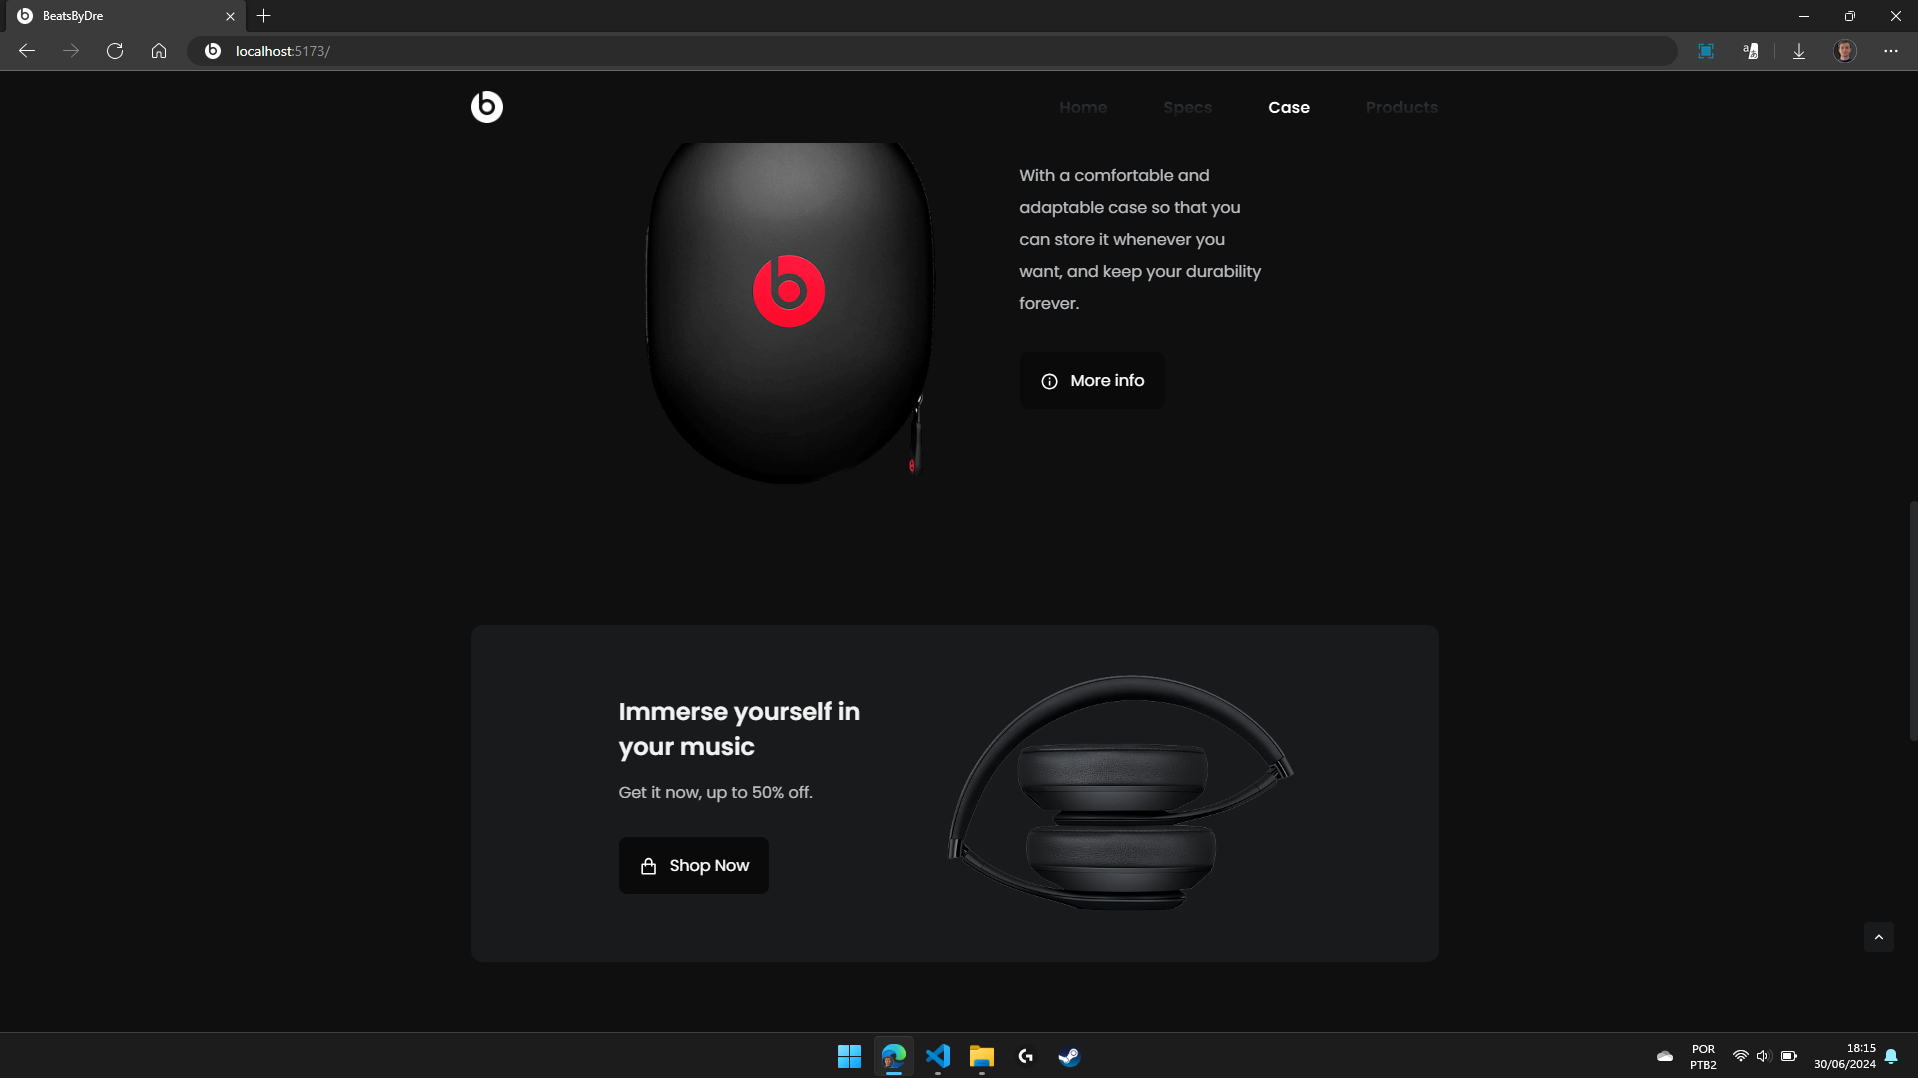 BeatsByDre
localhost:5173/
Home
Specs
Case
Products
With a comfortable and
adaptable case so that you
can store it whenever you
want, and keep your durability
forever.
More info
Immerse yourself in
your music
Get it now, up to 50% off.
Shop Now
POR
PTB2
18:15
30/06/2024